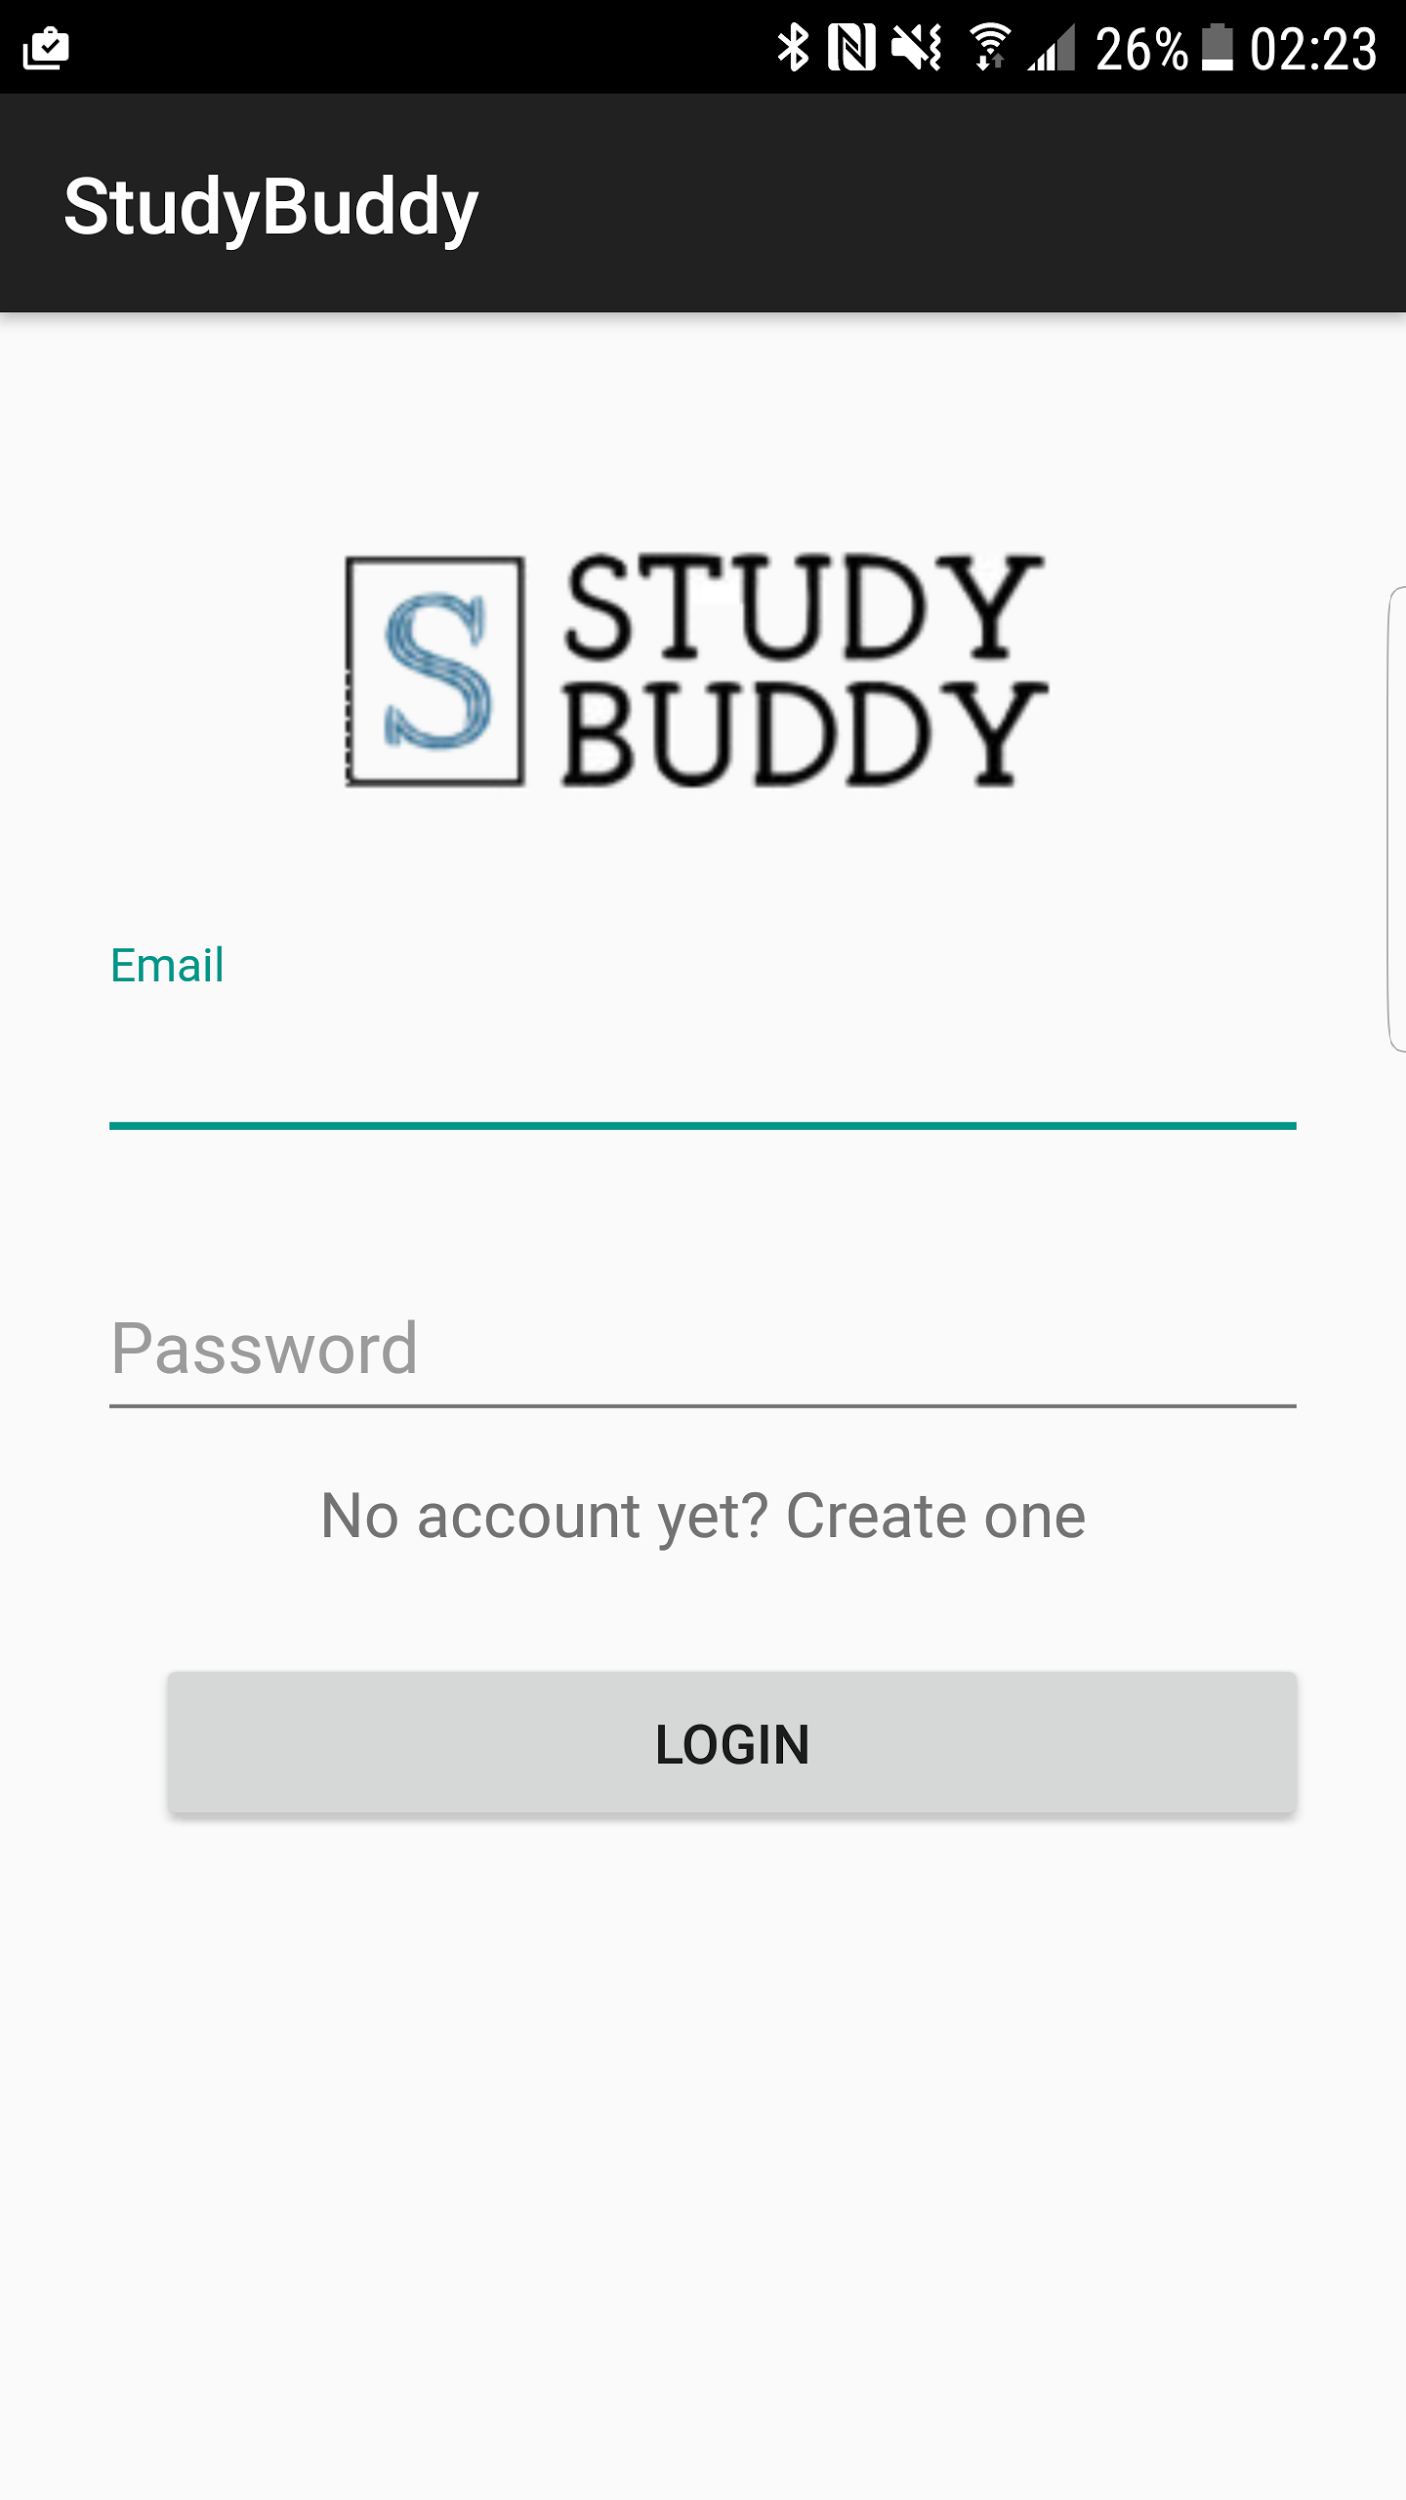 26% 02:23
StudyBuddy
S
STUDY
BUDDY
Email
Password
No account yet? Create one
LOGIN